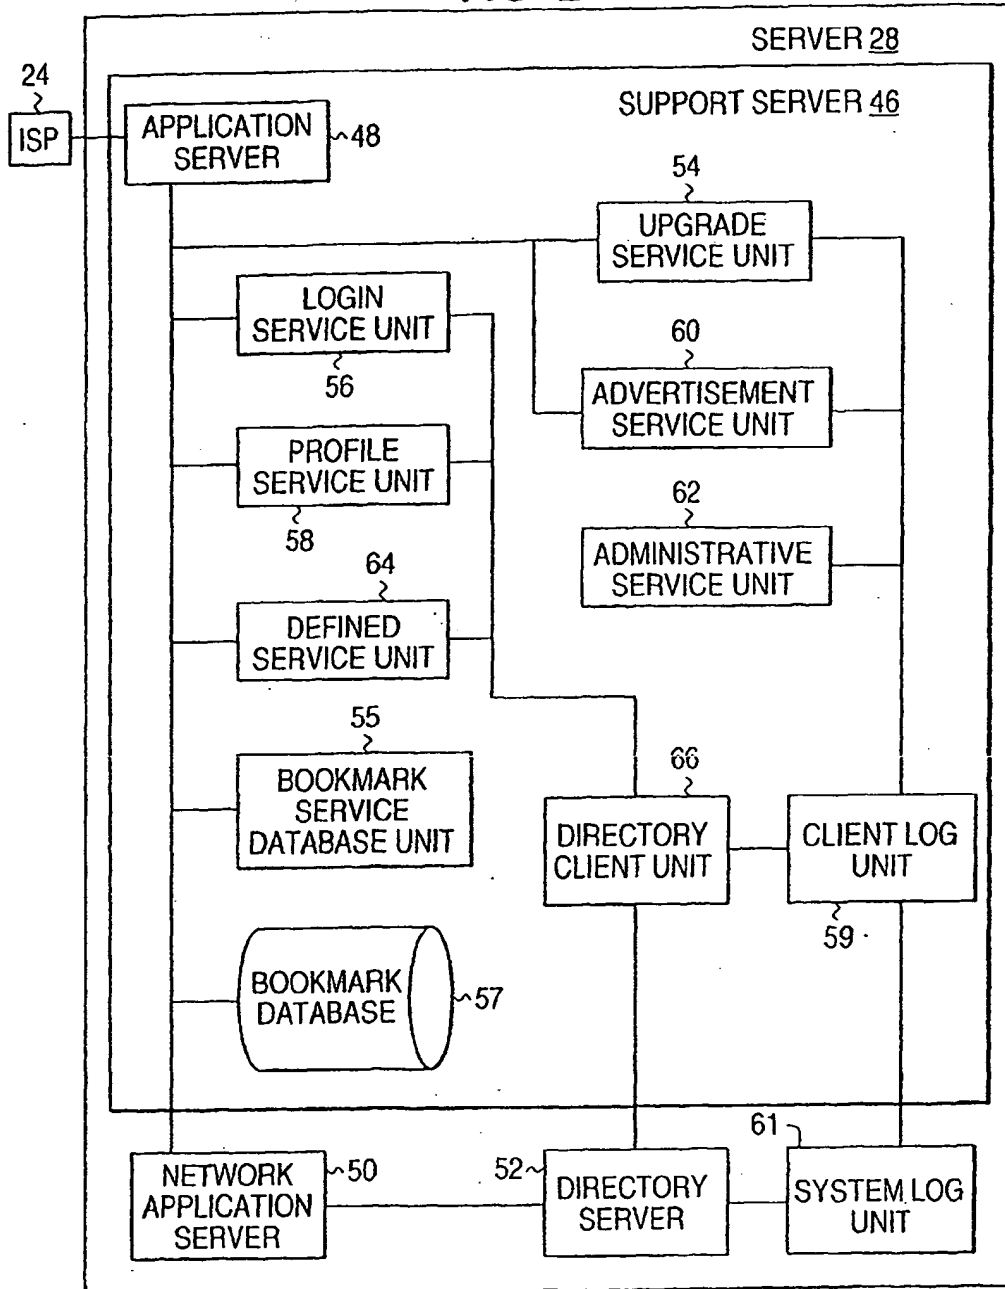 SERVER 28
24
SUPPORT SERVER 46
ISP
APPLICATION
SERVER
48
54
UPGRADE
SERVICE UNIT
LOGIN
SERVICE UNIT
56
60
ADVERTISEMENT
SERVICE UNIT
PROFILE
SERVICE UNIT
58
62
ADMINISTRATIVE
SERVICE UNIT
64
DEFINED
SERVICE UNIT
55
BOOKMARK
SERVICE
DATABASE UNIT
66
DIRECTORY
CLIENT UNIT
CLIENT LOG
UNIT
59
BOOKMARK
DATABASE
57
61
NETWORK
APPLICATION
SERVER
50
52
DIRECTORY
SERVER
SYSTEM LOG
UNIT